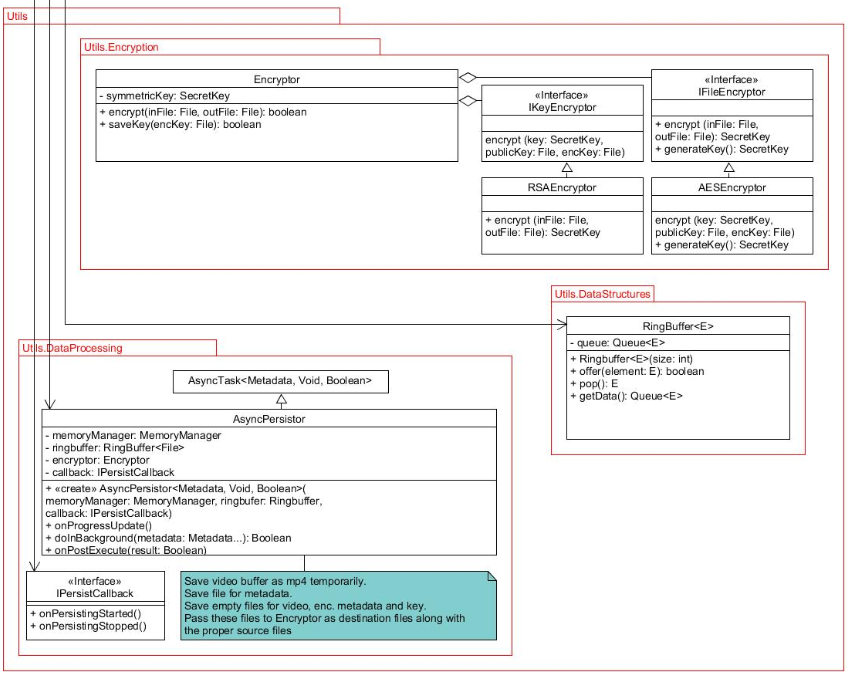 Utils
Utils.Encryption
Encryptor
- symmetricKey: SecretKey
+ encrypt(inFile: File, outFile: File): boolean
+ saveKey(encKey: File): boolean
«Interface»
IKeyEncryptor
encrypt (key: SecretKey,
publicKey: File, encKey: File)
«Interface»
IFileEncryptor
+ encrypt (inFile: File,
outFile: File): SecretKey
+ generateKey(): SecretKey
RSAEncryptor
+ encrypt (inFile: File,
outFile: File): SecretKey
AESEncryptor
encrypt (key: SecretKey,
publicKey: File, encKey: File)
+ generateKey(): SecretKey
Utils.DataStructures
RingBuffer<E>
- queue: Queue<E>
+ Ringbuffer<E>(size: int)
+ offer(element: E): boolean
+ pop(): E
+ getData(): Queue<E>
Utils.DataProcessing
AsyncTask<Metadata, Void, Boolean>
AsyncPersistor
- memoryManager: MemoryManager
- ringbuffer: RingBuffer<File>
- encryptor: Encryptor
- callback: IPersistCallback
+ «create» AsyncPersistor<Metadata, Void, Boolean>(
memoryManager: MemoryManager, ringbufer: Ringbuffer,
callback: IPersistCallback)
+ onProgressUpdate()
+ doInBackground(metadata: Metadata...): Boolean
+ onPostExecute(result: Boolean)
«Interface»
IPersistCallback
+ onPersistingStarted()
+ onPersistingStopped()
Save video buffer as mp4 temporarily.
Save file for metadata.
Save empty files for video, enc. metadata and key.
Pass these files to Encryptor as destination files along with
the proper source files